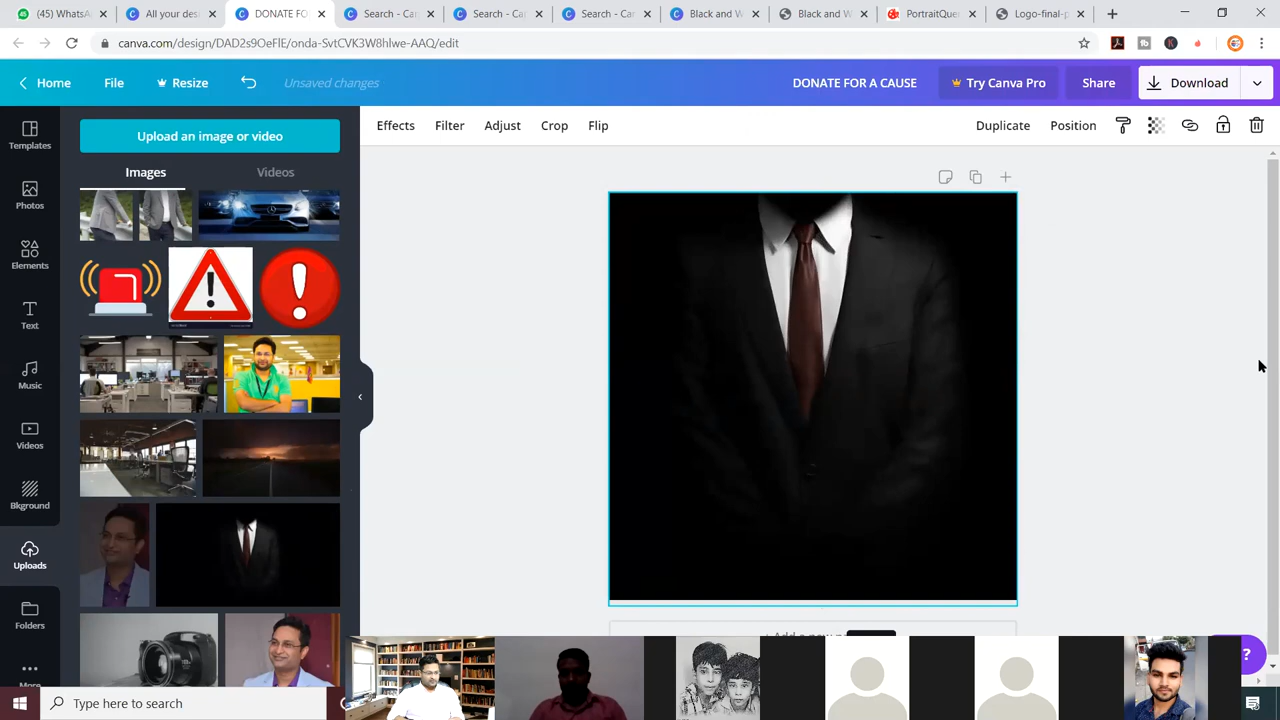 (45) WhatsA
All your des
DONATE FO
Search - Ca
Search - Ca
Search - Ca
Black and W
Black and W
PortraitQues
Logo-final-p
canva.com/design/DAD2s9OeFlE/onda-SvtCVK3W8hlwe-AAQ/edit
Home
File
Resize
Unsaved changes
DONATE FOR A CAUSE
Try Canva Pro
Share
Download
Templates
Photos
Elements
Text
Music
Videos
Bkground
Uploads
Folders
More
Upload an image or video
Images
Videos
Effects
Filter
Adjust
Crop
Flip
Duplicate
Position
?
Type here to search